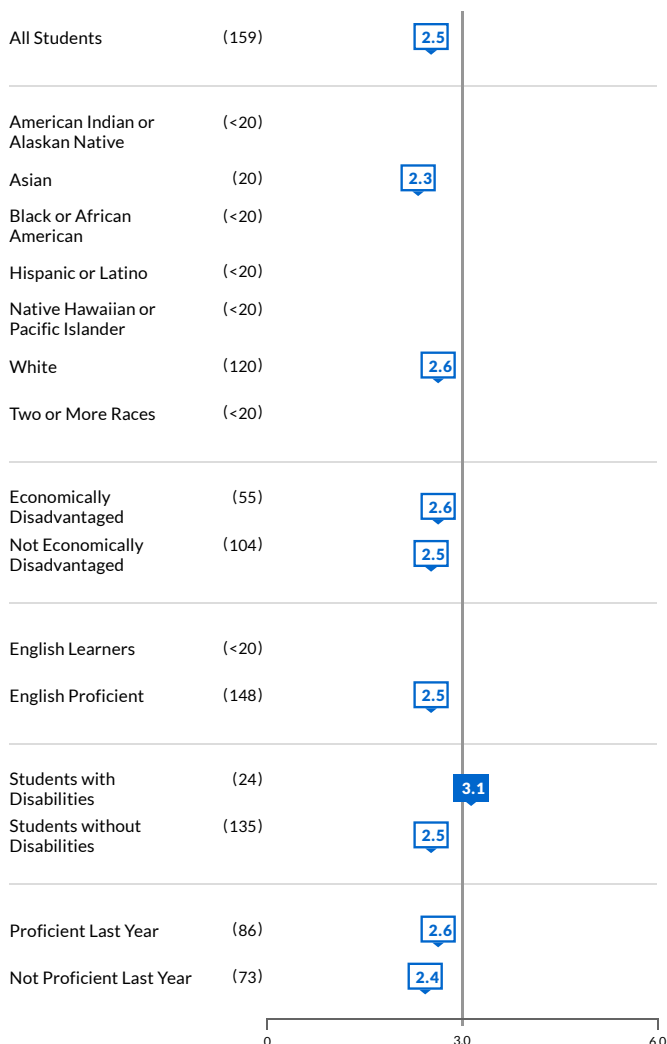 All Students (159) 2.5
American Indian or (<20)
Alaskan Native
Asian (20) 2.3
Black or African (<20)
American
Hispanic or Latino (<20)
Native Hawaiian or (<20)
Pacific Islander
White (120) 2.6
Two or More Races (<20)
Economically (55) 2.6
Disadvantaged
Not Economically (104) 2.5
Disadvantaged
English Learners (<20)
English Proficient (148) 2.5
Students with (24) 3.1
Disabilities
Students without (135) 2.5
Disabilities
Proficient Last Year (86) 2.6
Not Proficient Last Year (73) 2.4
0 3.0 6.0